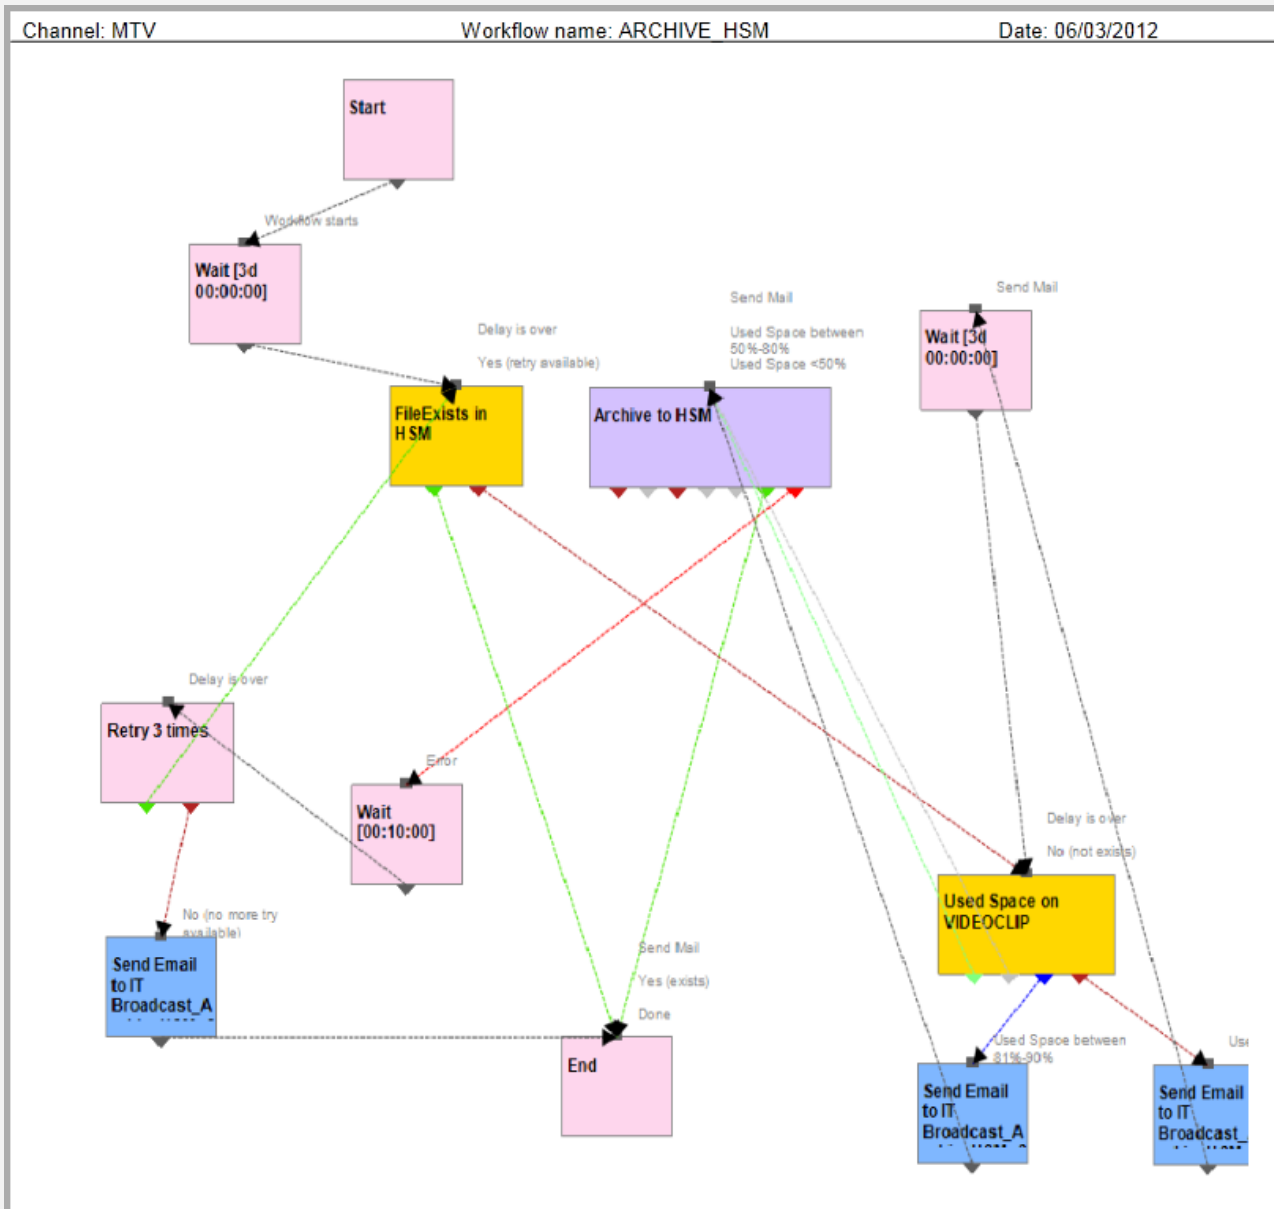 Channel: MTV
Workflow name: ARCHIVE_HSM
Date: 06/03/2012
Start
Workflow starts
Wait [3d
00:00:00]
Send Mail
Send Mail
Used Space between
50%-80%
Used Space <50%
Wait [3d
00:00:00]
Delay is over
Yes (retry available)
FileExists in
HSM
Archive to HSM
Delay is over
Retry 3 times
Error
Wait
[00:10:00]
Delay is over
No (not exists)
Used Space on
VIDEOCLIP
No (no more try
available)
Send Email
to IT
Broadcast_A
Send Mail
Yes (exists)
Done
End
Used Space between
81%-90%
Send Email
to IT
Broadcast_A
Send Email
to IT
Broadcast_